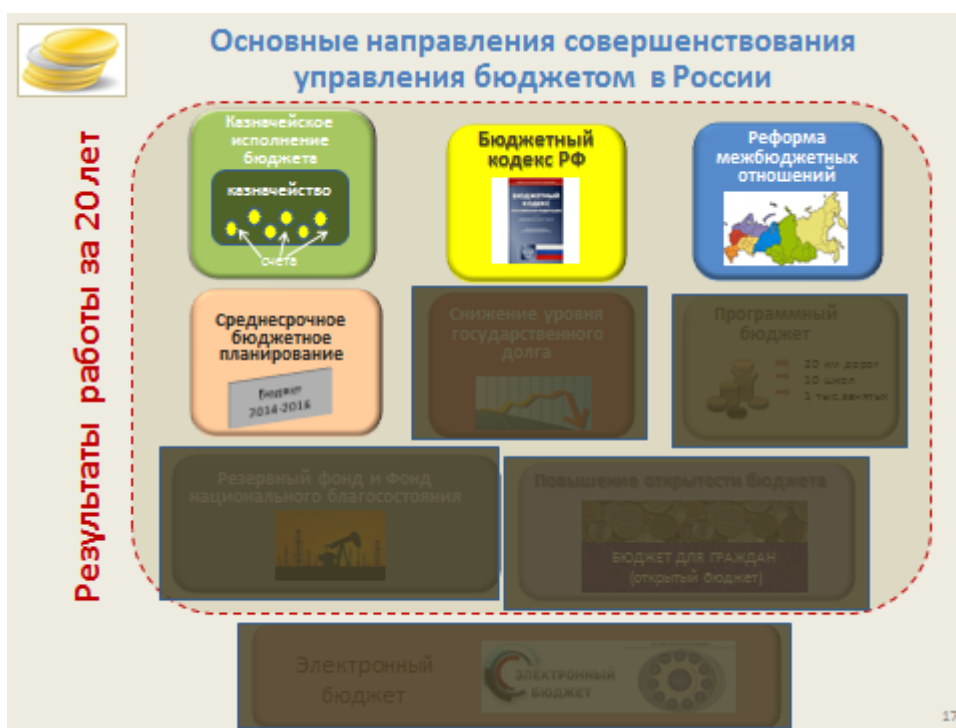 Основные направления совершенствования
управления бюджетом в России
Результаты работы за 20 лет
Казначейское
исполнение
бюджета
казначейство
счета
Бюджетный
кодекс РФ
БЮДЖЕТНЫЙ
КОДЕКС
Реформа
межбюджетных
отношений
Среднесрочное
бюджетное
планирование
Бюджет
2014-2016
Снижение уровня
государственного
долга
Программный
бюджет
20 км дорог
10 школ
1 тыс.занятых
Резервный фонд и Фонд
национального благосостояния
Повышение открытости бюджета
БЮДЖЕТ ДЛЯ ГРАЖДАН
(открытый бюджет)
Электронный
бюджет
ЭЛЕКТРОННЫЙ
БЮДЖЕТ
17